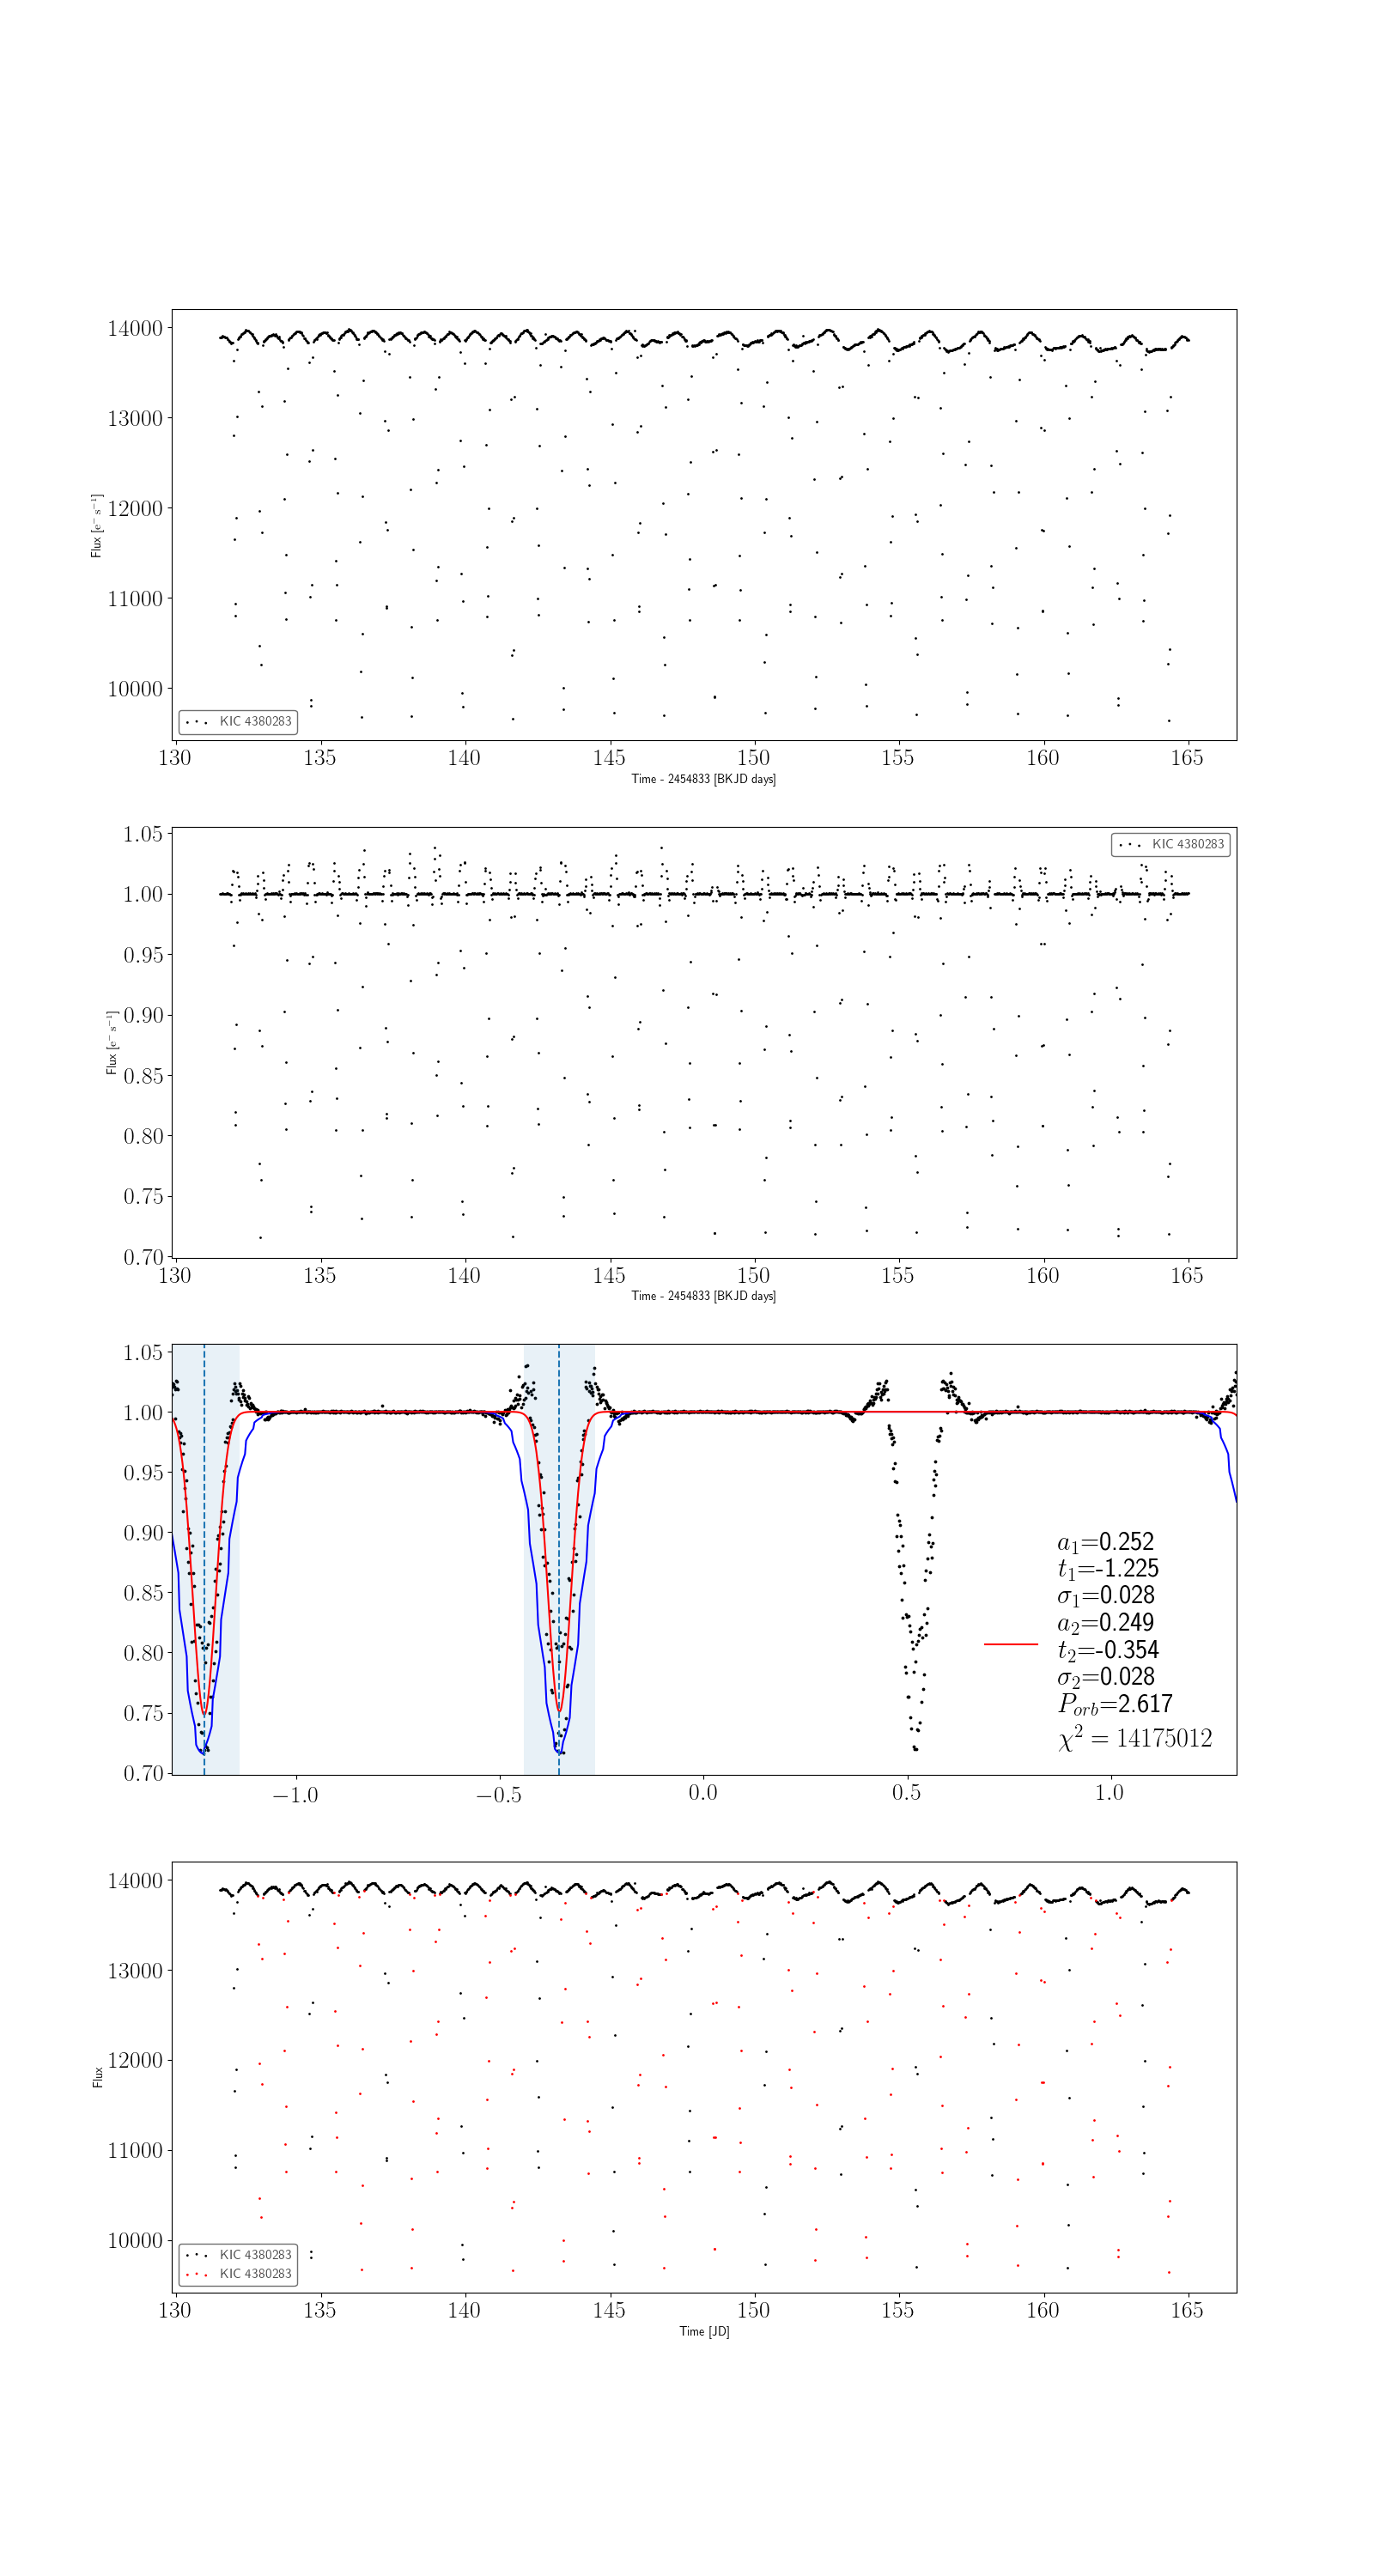 14000
13000
12000
11000
10000
Flux [e⁻ s⁻¹]
KIC 4380283
130 135 140 145 150 155 160 165
Time - 2454833 [BKJD days]
1.05
1.00
0.95
0.90
0.85
0.80
0.75
0.70
Flux [e⁻ s⁻¹]
KIC 4380283
130 135 140 145 150 155 160 165
Time - 2454833 [BKJD days]
1.05
1.00
0.95
0.90
0.85
0.80
0.75
0.70
a₁=0.252
t₁=-1.225
σ₁=0.028
a₂=0.249
t₂=-0.354
σ₂=0.028
P_orb=2.617
χ² = 14175012
−1.0 −0.5 0.0 0.5 1.0
14000
13000
12000
11000
10000
Flux
KIC 4380283
KIC 4380283
130 135 140 145 150 155 160 165
Time [JD]